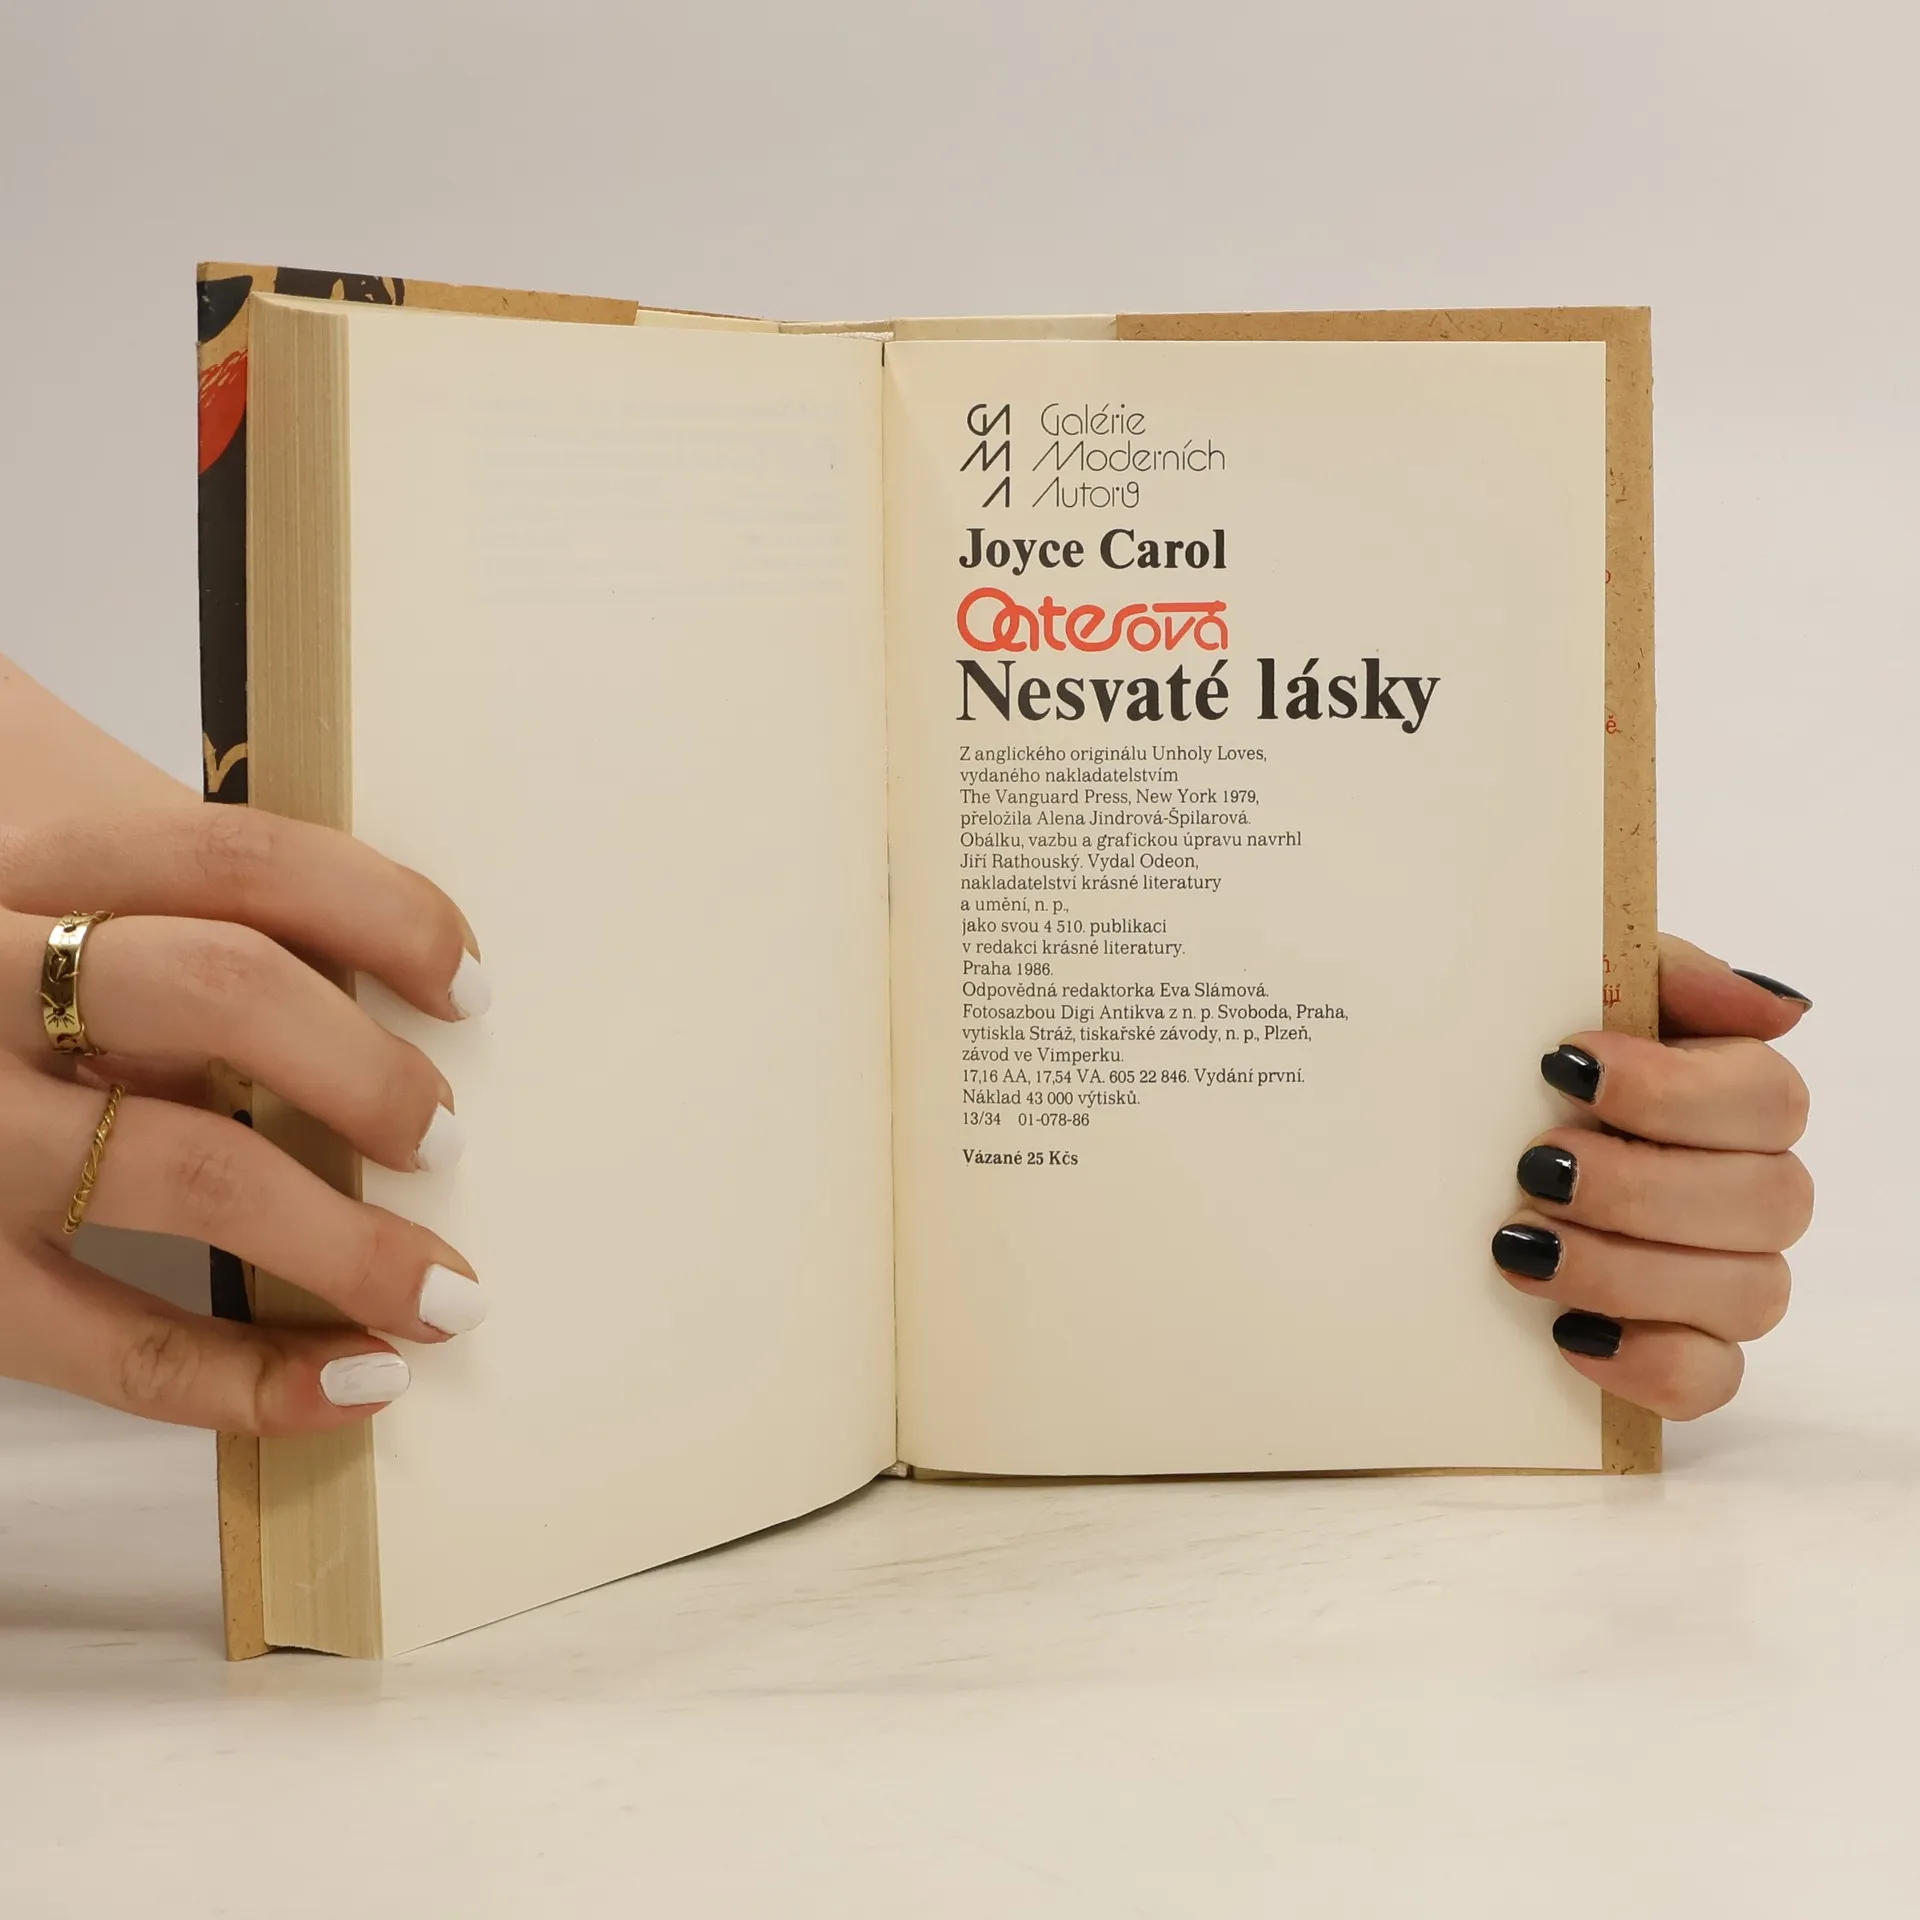 GA Galérie
MA Moderních
A Autorů
Joyce Carol
Oatesová
Nesvaté lásky
Z anglického originálu Unholy Loves,
vydaného nakladatelstvím
The Vanguard Press, New York 1979,
přeložila Alena Jindrová-Špilarová.
Obálku, vazbu a grafickou úpravu navrhl
Jiří Rathouský. Vydal Odeon,
nakladatelství krásné literatury
a umění, n. p.,
jako svou 4 510. publikaci
v redakci krásné literatury.
Praha 1986.
Odpovědná redaktorka Eva Slámová.
Fotosazbou Digi Antikva z n. p. Svoboda, Praha,
vytiskla Stráž, tiskařské závody, n. p., Plzeň,
závod ve Vimperku.
17,16 AA, 17,54 VA. 605 22 846. Vydání první.
Náklad 43 000 výtisků.
13/34 01-078-86
Vázané 25 Kčs